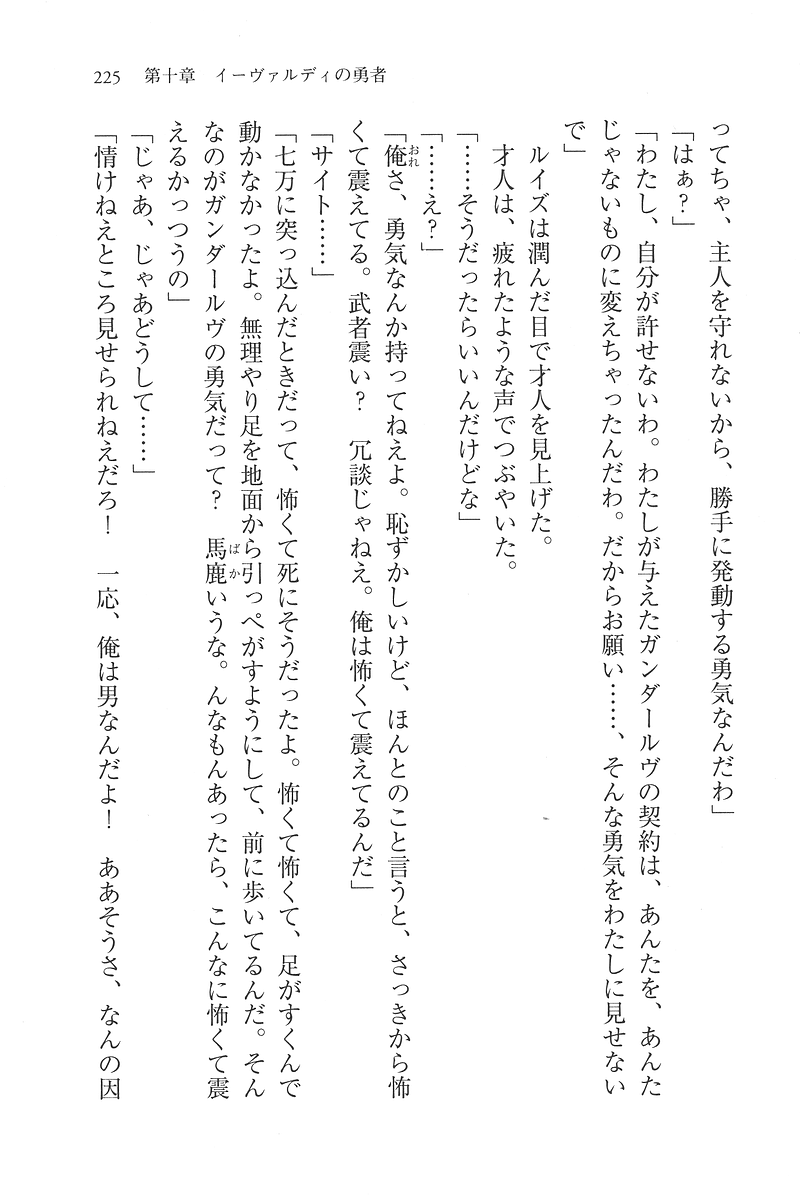 225　第十章　イーヴァルディの勇者
ってちゃ、主人を守れないから、勝手に発動する勇気なんだわ」
「はぁ？」
「わたし、自分が許せないわ。わたしが与えたガンダールヴの契約は、あんたを、あんた
じゃないものに変えちゃったんだわ。だからお願い……、そんな勇気をわたしに見せない
で」
　ルイズは潤んだ目で才人を見上げた。
　才人は、疲れたような声でつぶやいた。
「……そうだったらいいんだけどな」
「……え？」
「俺おれさ、勇気なんか持ってねえよ。恥ずかしいけど、ほんとのこと言うと、さっきから怖
くて震えてる。武者震い？　冗談じゃねえ。俺は怖くて震えてるんだ」
「サイト……」
「七万に突っ込んだときだって、怖くて死にそうだったよ。怖くて怖くて、足がすくんで
動かなかったよ。無理やり足を地面から引っぺがすようにして、前に歩いてるんだ。そん
なのがガンダールヴの勇気だって？　馬鹿ばかいうな。んなもんあったら、こんなに怖くて震
えるかっつうの」
「じゃあ、じゃあどうして……」
「情けねえところ見せられねえだろ！　一応、俺は男なんだよ！　ああそうさ、なんの因